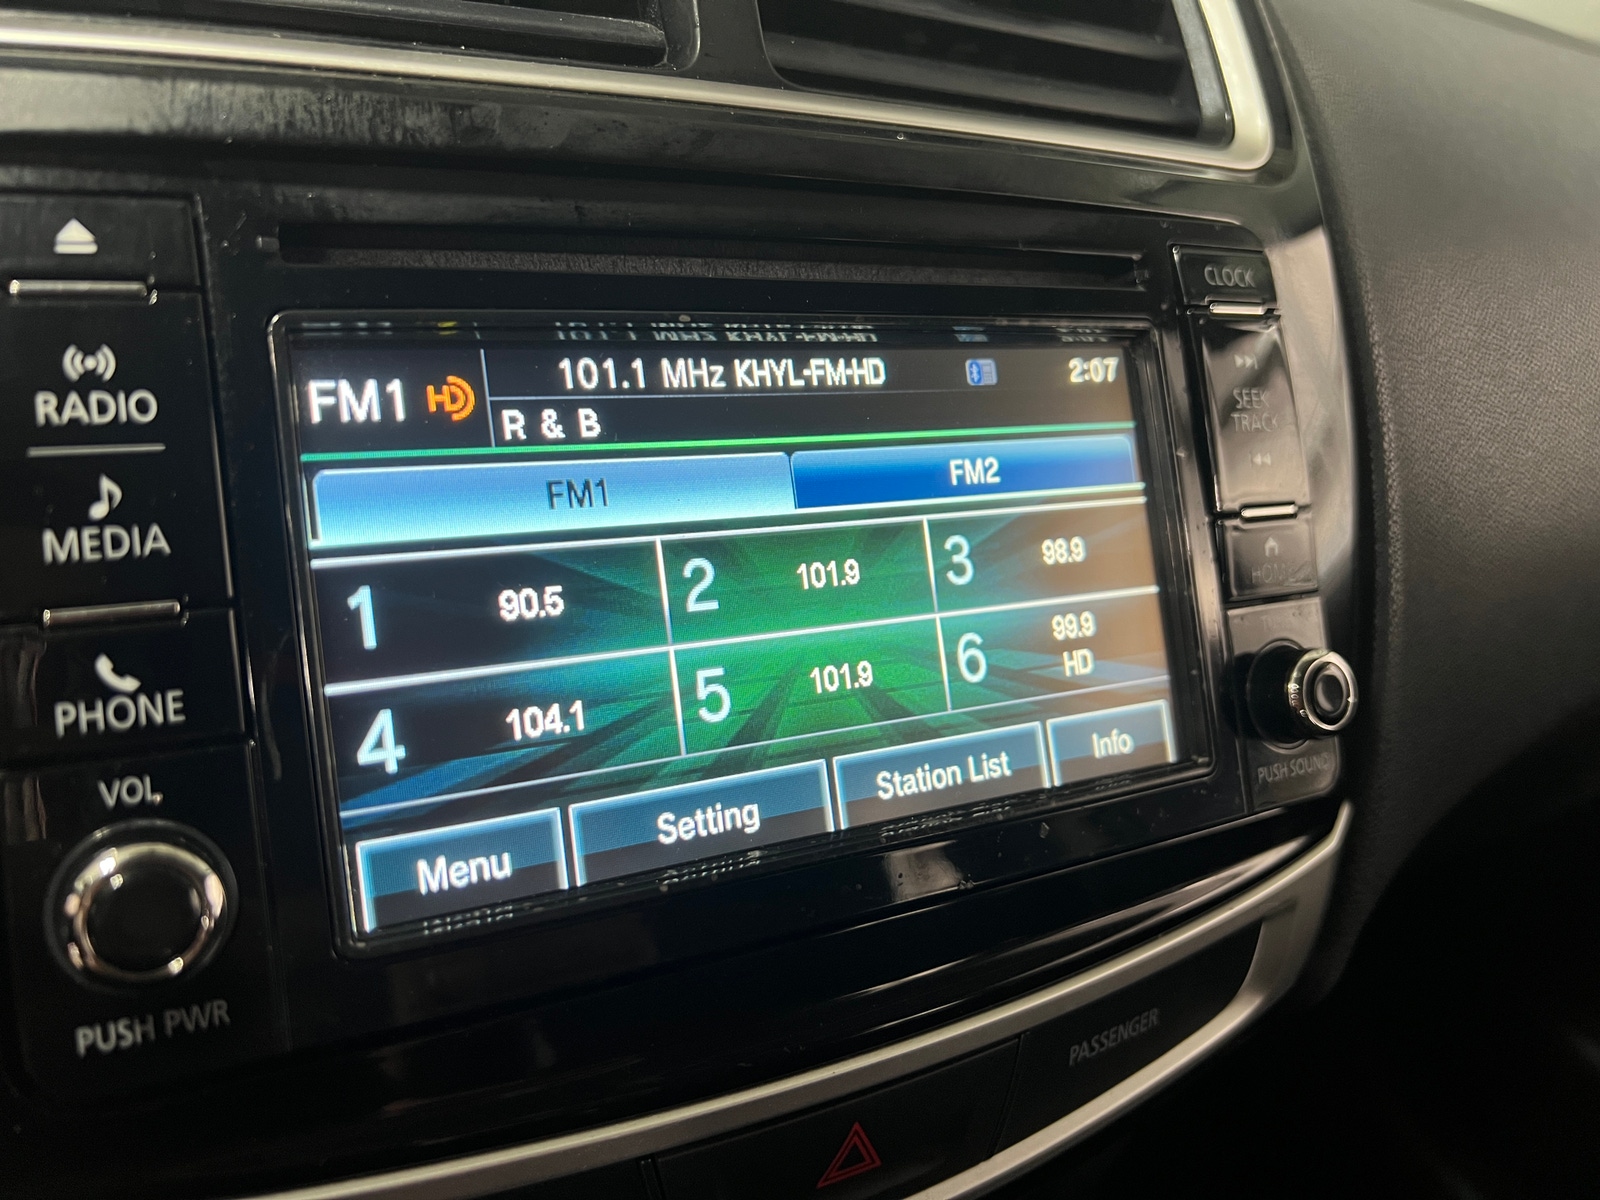 CLOCK
RADIO
MEDIA
PHONE
VOL
PUSH PWR
FM1 HD 101.1 MHz KHYL-FM-HD 2:07
R & B
FM1 FM2
1 90.5 2 101.9 3 98.9
4 104.1 5 101.9 6 99.9 HD
Menu Setting Station List Info
SEEK
TRACK
HOME
PUSH SOUND
PASSENGER